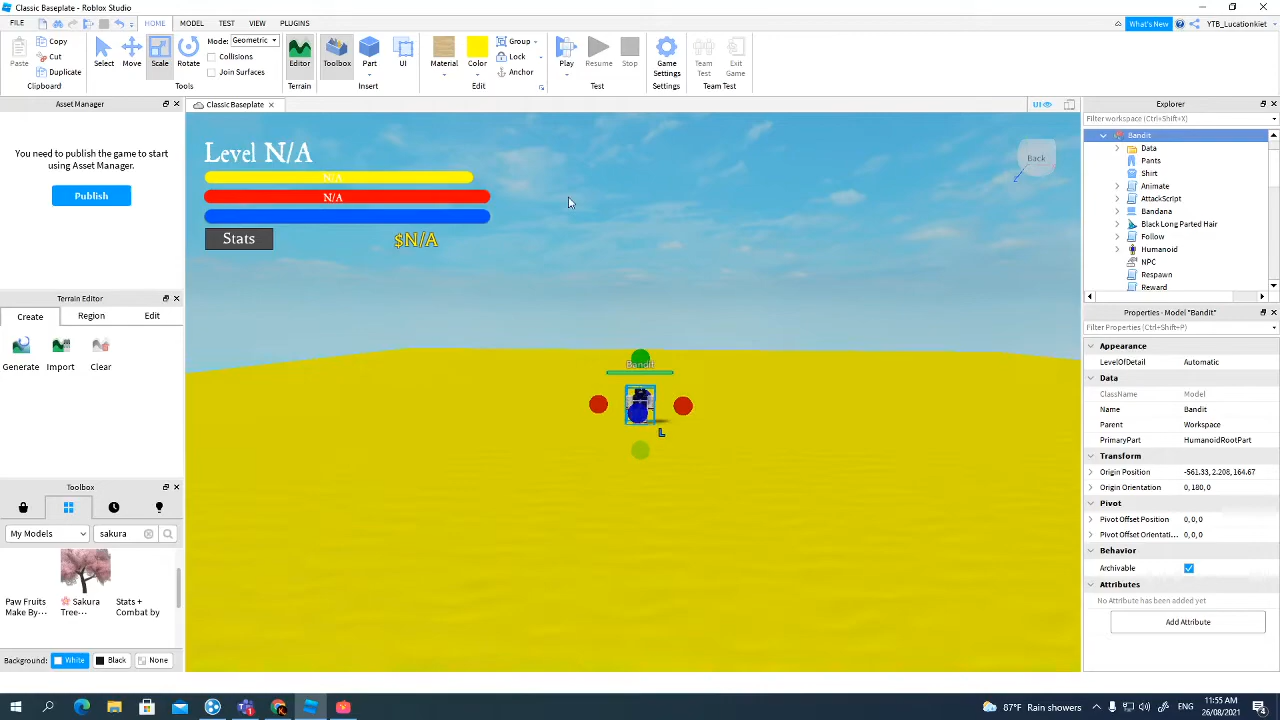 Classic Baseplate - Roblox Studio
FILE HOME MODEL TEST VIEW PLUGINS What's New YTB_Lucationkiet
Paste Copy Cut Duplicate Select Move Scale Rotate Mode: Geometric Collisions Join Surfaces Editor Toolbox Part UI Material Color Group Lock Anchor Play Resume Stop Game Settings Team Test Exit Game
Clipboard Tools Terrain Insert Edit Test Settings Team Test
Asset Manager
You need to publish the game to start
using Asset Manager.
Publish
Terrain Editor
Create Region Edit
Generate Import Clear
Toolbox
My Models sakura
Paw Fruits
Make By...
🌸 Sakura
Tree...
Stats +
Combat by
Background: White Black None
Classic Baseplate
UI
Level N/A
N/A
N/A
Stats $N/A
Back
Bandit
L
Explorer
Filter workspace (Ctrl+Shift+X)
Bandit
Data
Pants
Shirt
Animate
AttackScript
Bandana
Black Long Parted Hair
Follow
Humanoid
NPC
Respawn
Reward
Properties - Model "Bandit"
Filter Properties (Ctrl+Shift+P)
Appearance
LevelOfDetail Automatic
Data
ClassName Model
Name Bandit
Parent Workspace
PrimaryPart HumanoidRootPart
Transform
Origin Position -561.33, 2.208, 164.67
Origin Orientation 0,180,0
Pivot
Pivot Offset Position 0,0,0
Pivot Offset Orientati... 0,0,0
Behavior
Archivable
Attributes
No Attribute has been added yet
Add Attribute
87°F Rain showers ENG 11:55 AM
26/08/2021